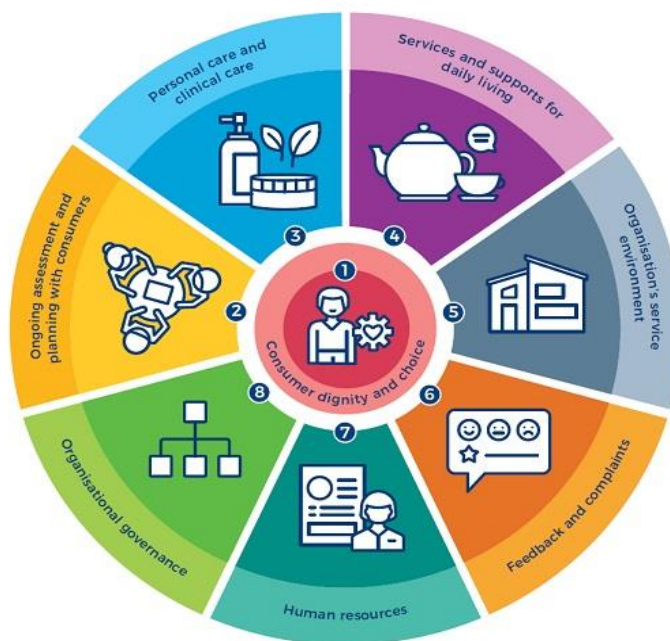 1
Consumer dignity and choice
2
Ongoing assessment and
planning with consumers
3
Personal care and
clinical care
4
Services and supports for
daily living
5
Organisation's service
environment
6
Feedback and complaints
7
Human resources
8
Organisational governance